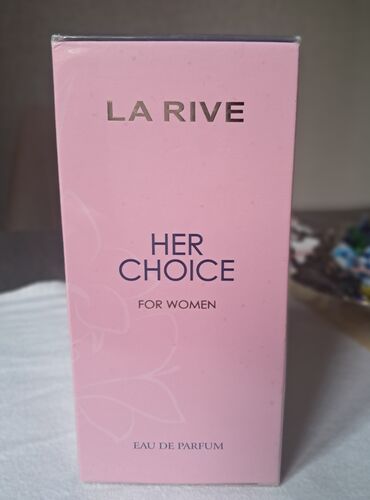 LA RIVE
HER
CHOICE
FOR WOMEN
EAU DE PARFUM